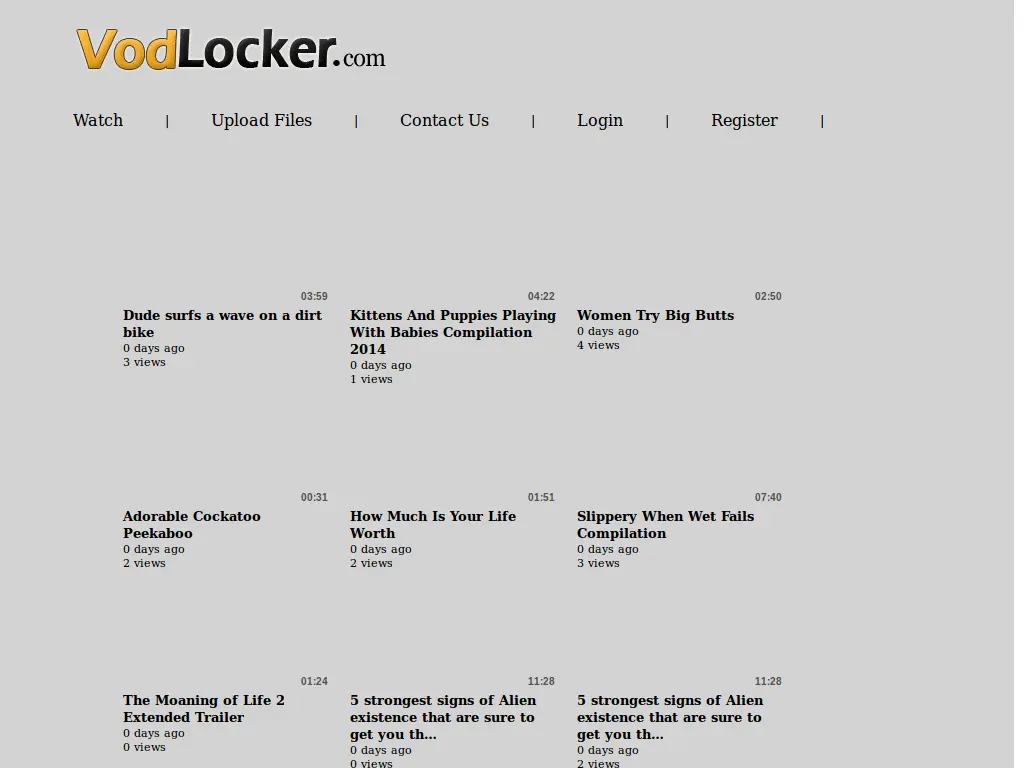 VodLocker.com
Watch | Upload Files | Contact Us | Login | Register |
03:59
Dude surfs a wave on a dirt
bike
0 days ago
3 views
04:22
Kittens And Puppies Playing
With Babies Compilation
2014
0 days ago
1 views
02:50
Women Try Big Butts
0 days ago
4 views
00:31
Adorable Cockatoo
Peekaboo
0 days ago
2 views
01:51
How Much Is Your Life
Worth
0 days ago
2 views
07:40
Slippery When Wet Fails
Compilation
0 days ago
3 views
01:24
The Moaning of Life 2
Extended Trailer
0 days ago
0 views
11:28
5 strongest signs of Alien
existence that are sure to
get you th...
0 days ago
0 views
11:28
5 strongest signs of Alien
existence that are sure to
get you th...
0 days ago
2 views